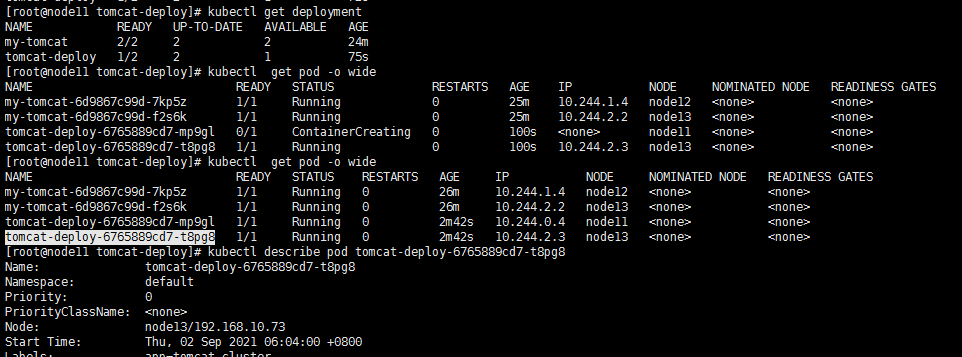 tomcat-deploy 1/2 2 1 72s
[root@node11 tomcat-deploy]# kubectl get deployment
NAME READY UP-TO-DATE AVAILABLE AGE
my-tomcat 2/2 2 2 24m
tomcat-deploy 1/2 2 1 75s
[root@node11 tomcat-deploy]# kubectl  get pod -o wide
NAME READY STATUS RESTARTS AGE IP NODE NOMINATED NODE READINESS GATES
my-tomcat-6d9867c99d-7kp5z 1/1 Running 0 25m 10.244.1.4 node12 <none> <none>
my-tomcat-6d9867c99d-f2s6k 1/1 Running 0 25m 10.244.2.2 node13 <none> <none>
tomcat-deploy-6765889cd7-mp9gl 0/1 ContainerCreating 0 100s <none> node11 <none> <none>
tomcat-deploy-6765889cd7-t8pg8 1/1 Running 0 100s 10.244.2.3 node13 <none> <none>
[root@node11 tomcat-deploy]# kubectl  get pod -o wide
NAME READY STATUS RESTARTS AGE IP NODE NOMINATED NODE READINESS GATES
my-tomcat-6d9867c99d-7kp5z 1/1 Running 0 26m 10.244.1.4 node12 <none> <none>
my-tomcat-6d9867c99d-f2s6k 1/1 Running 0 26m 10.244.2.2 node13 <none> <none>
tomcat-deploy-6765889cd7-mp9gl 1/1 Running 0 2m42s 10.244.0.4 node11 <none> <none>
tomcat-deploy-6765889cd7-t8pg8 1/1 Running 0 2m42s 10.244.2.3 node13 <none> <none>
[root@node11 tomcat-deploy]# kubectl describe pod tomcat-deploy-6765889cd7-t8pg8
Name: tomcat-deploy-6765889cd7-t8pg8
Namespace: default
Priority: 0
PriorityClassName: <none>
Node: node13/192.168.10.73
Start Time: Thu, 02 Sep 2021 06:04:00 +0800
Labels: app=tomcat-cluster